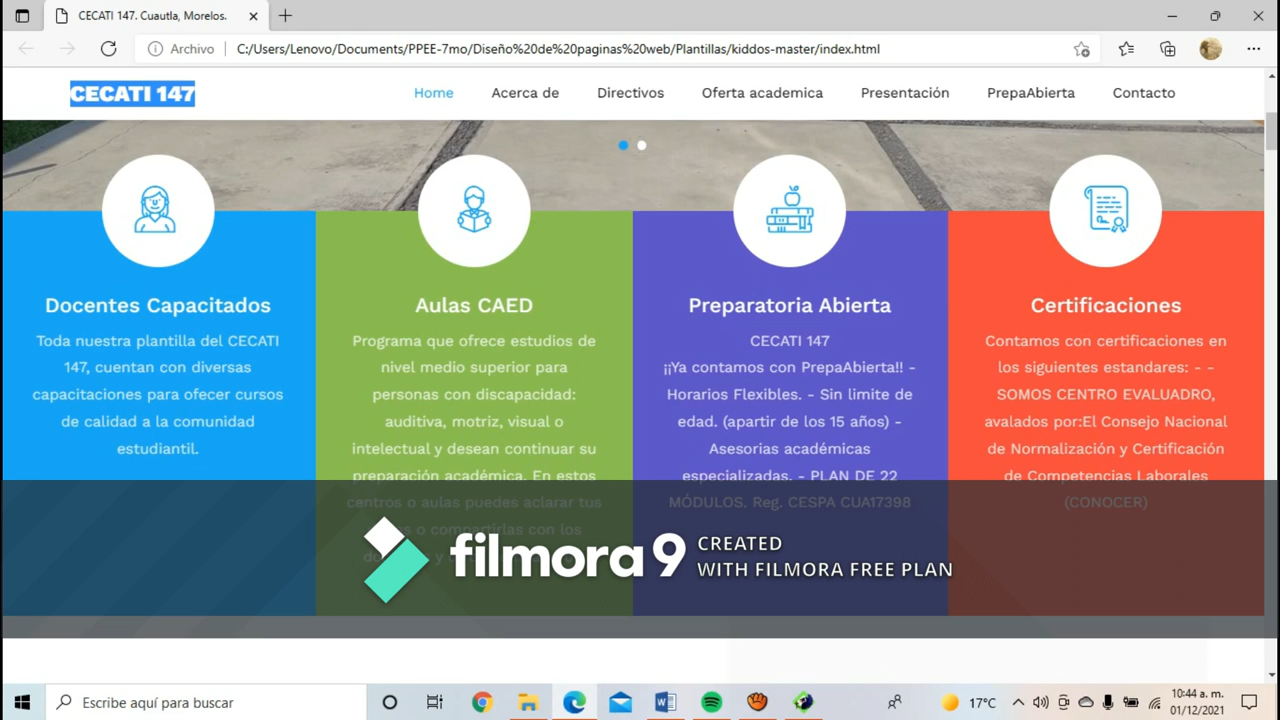 CECATI 147. Cuautla, Morelos.
Archivo C:/Users/Lenovo/Documents/PPEE-7mo/Diseño%20de%20paginas%20web/Plantillas/kiddos-master/index.html
CECATI 147 Home Acerca de Directivos Oferta academica Presentación PrepaAbierta Contacto
Docentes Capacitados
Toda nuestra plantilla del CECATI
147, cuentan con diversas
capacitaciones para ofecer cursos
de calidad a la comunidad
estudiantil.
Aulas CAED
Programa que ofrece estudios de
nivel medio superior para
personas con discapacidad:
auditiva, motriz, visual o
intelectual y desean continuar su
preparación académica. En estos
centros o aulas puedes aclarar tus
o compartirlas con los
Preparatoria Abierta
CECATI 147
¡¡Ya contamos con PrepaAbierta!! -
Horarios Flexibles. - Sin limite de
edad. (apartir de los 15 años) -
Asesorias académicas
especializadas. - PLAN DE 22
MÓDULOS. Reg. CESPA CUA17398
Certificaciones
Contamos con certificaciones en
los siguientes estandares: - -
SOMOS CENTRO EVALUADRO,
avalados por:El Consejo Nacional
de Normalización y Certificación
de Competencias Laborales
(CONOCER)
filmora 9
CREATED
WITH FILMORA FREE PLAN
Escribe aquí para buscar
17°C
10:44 a. m.
01/12/2021